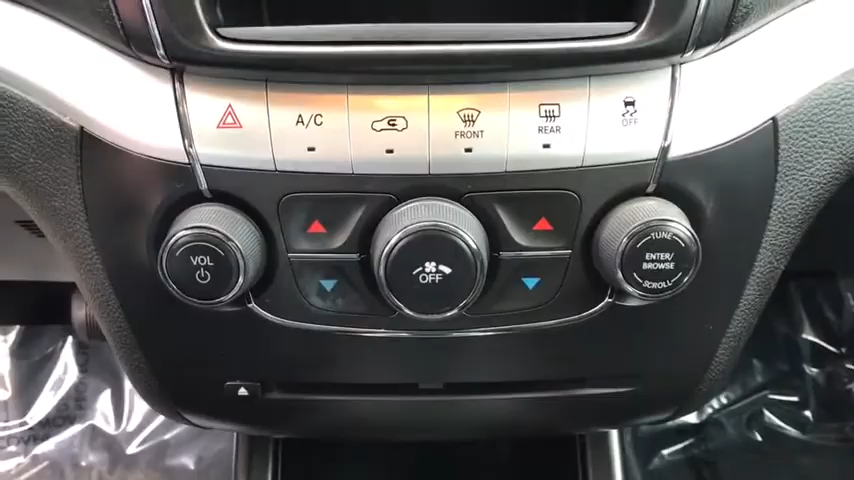 A/C
FRONT
REAR
OFF
VOL
OFF
TUNE
ENTER/
BROWSE
SCROLL